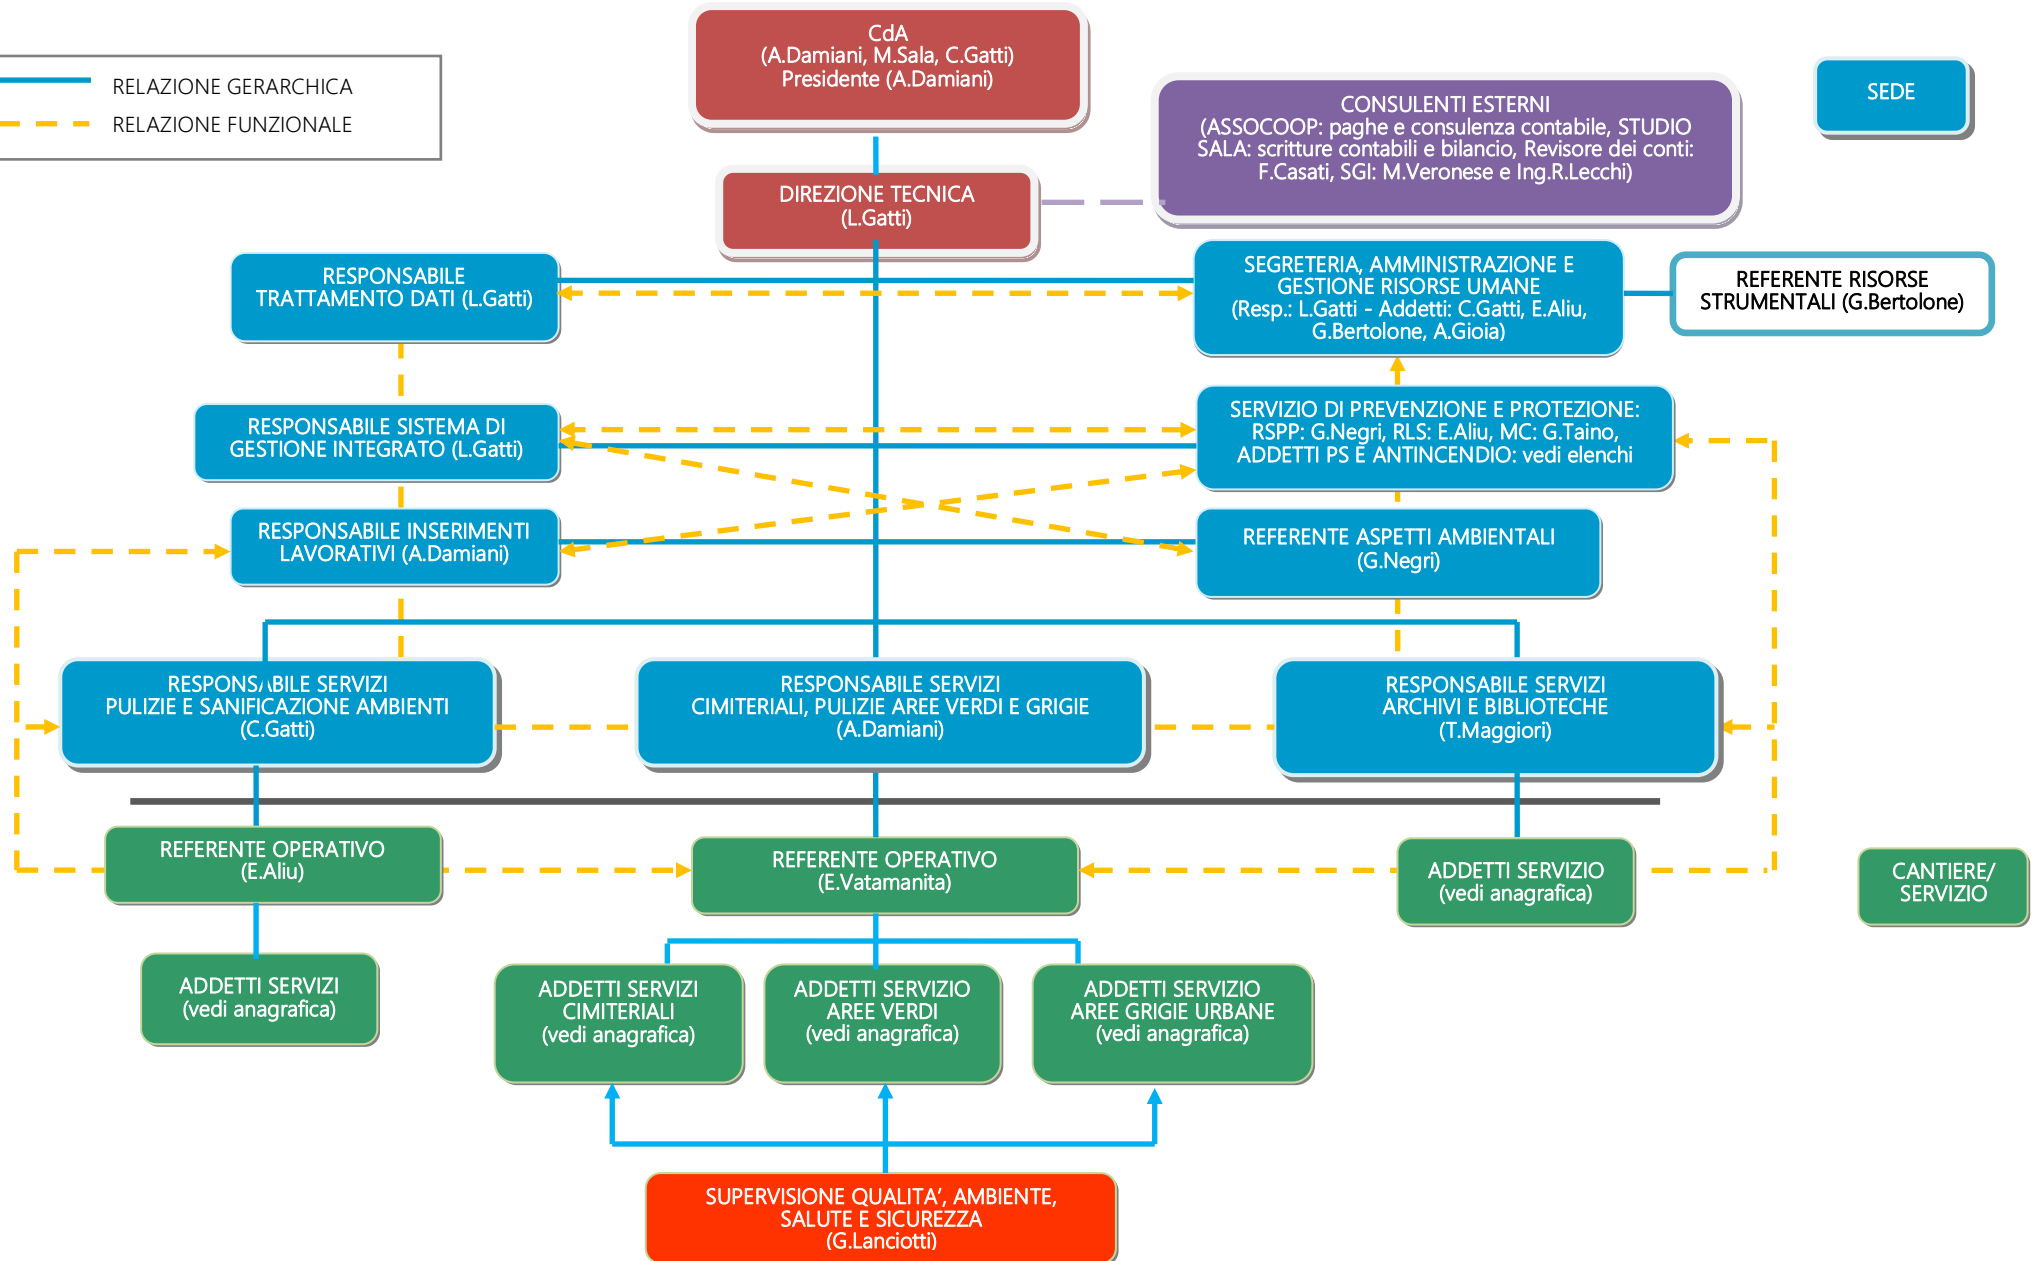 CdA
(A.Damiani, M.Sala, C.Gatti)
Presidente (A.Damiani)
RELAZIONE GERARCHICA
RELAZIONE FUNZIONALE
CONSULENTI ESTERNI
(ASSOCOOP: paghe e consulenza contabile, STUDIO
SALA: scritture contabili e bilancio, Revisore dei conti:
F.Casati, SGI: M.Veronese e Ing.R.Lecchi)
SEDE
DIREZIONE TECNICA
(L.Gatti)
RESPONSABILE
TRATTAMENTO DATI (L.Gatti)
SEGRETERIA, AMMINISTRAZIONE E
GESTIONE RISORSE UMANE
(Resp.: L.Gatti - Addetti: C.Gatti, E.Aliu,
G.Bertolone, A.Gioia)
REFERENTE RISORSE
STRUMENTALI (G.Bertolone)
RESPONSABILE SISTEMA DI
GESTIONE INTEGRATO (L.Gatti)
SERVIZIO DI PREVENZIONE E PROTEZIONE:
RSPP: G.Negri, RLS: E.Aliu, MC: G.Taino,
ADDETTI PS E ANTINCENDIO: vedi elenchi
RESPONSABILE INSERIMENTI
LAVORATIVI (A.Damiani)
REFERENTE ASPETTI AMBIENTALI
(G.Negri)
RESPONSABILE SERVIZI
PULIZIE E SANIFICAZIONE AMBIENTI
(C.Gatti)
RESPONSABILE SERVIZI
CIMITERIALI, PULIZIE AREE VERDI E GRIGIE
(A.Damiani)
RESPONSABILE SERVIZI
ARCHIVI E BIBLIOTECHE
(T.Maggiori)
REFERENTE OPERATIVO
(E.Aliu)
REFERENTE OPERATIVO
(E.Vatamanita)
ADDETTI SERVIZIO
(vedi anagrafica)
CANTIERE/
SERVIZIO
ADDETTI SERVIZI
(vedi anagrafica)
ADDETTI SERVIZI
CIMITERIALI
(vedi anagrafica)
ADDETTI SERVIZIO
AREE VERDI
(vedi anagrafica)
ADDETTI SERVIZIO
AREE GRIGIE URBANE
(vedi anagrafica)
SUPERVISIONE QUALITA’, AMBIENTE,
SALUTE E SICUREZZA
(G.Lanciotti)